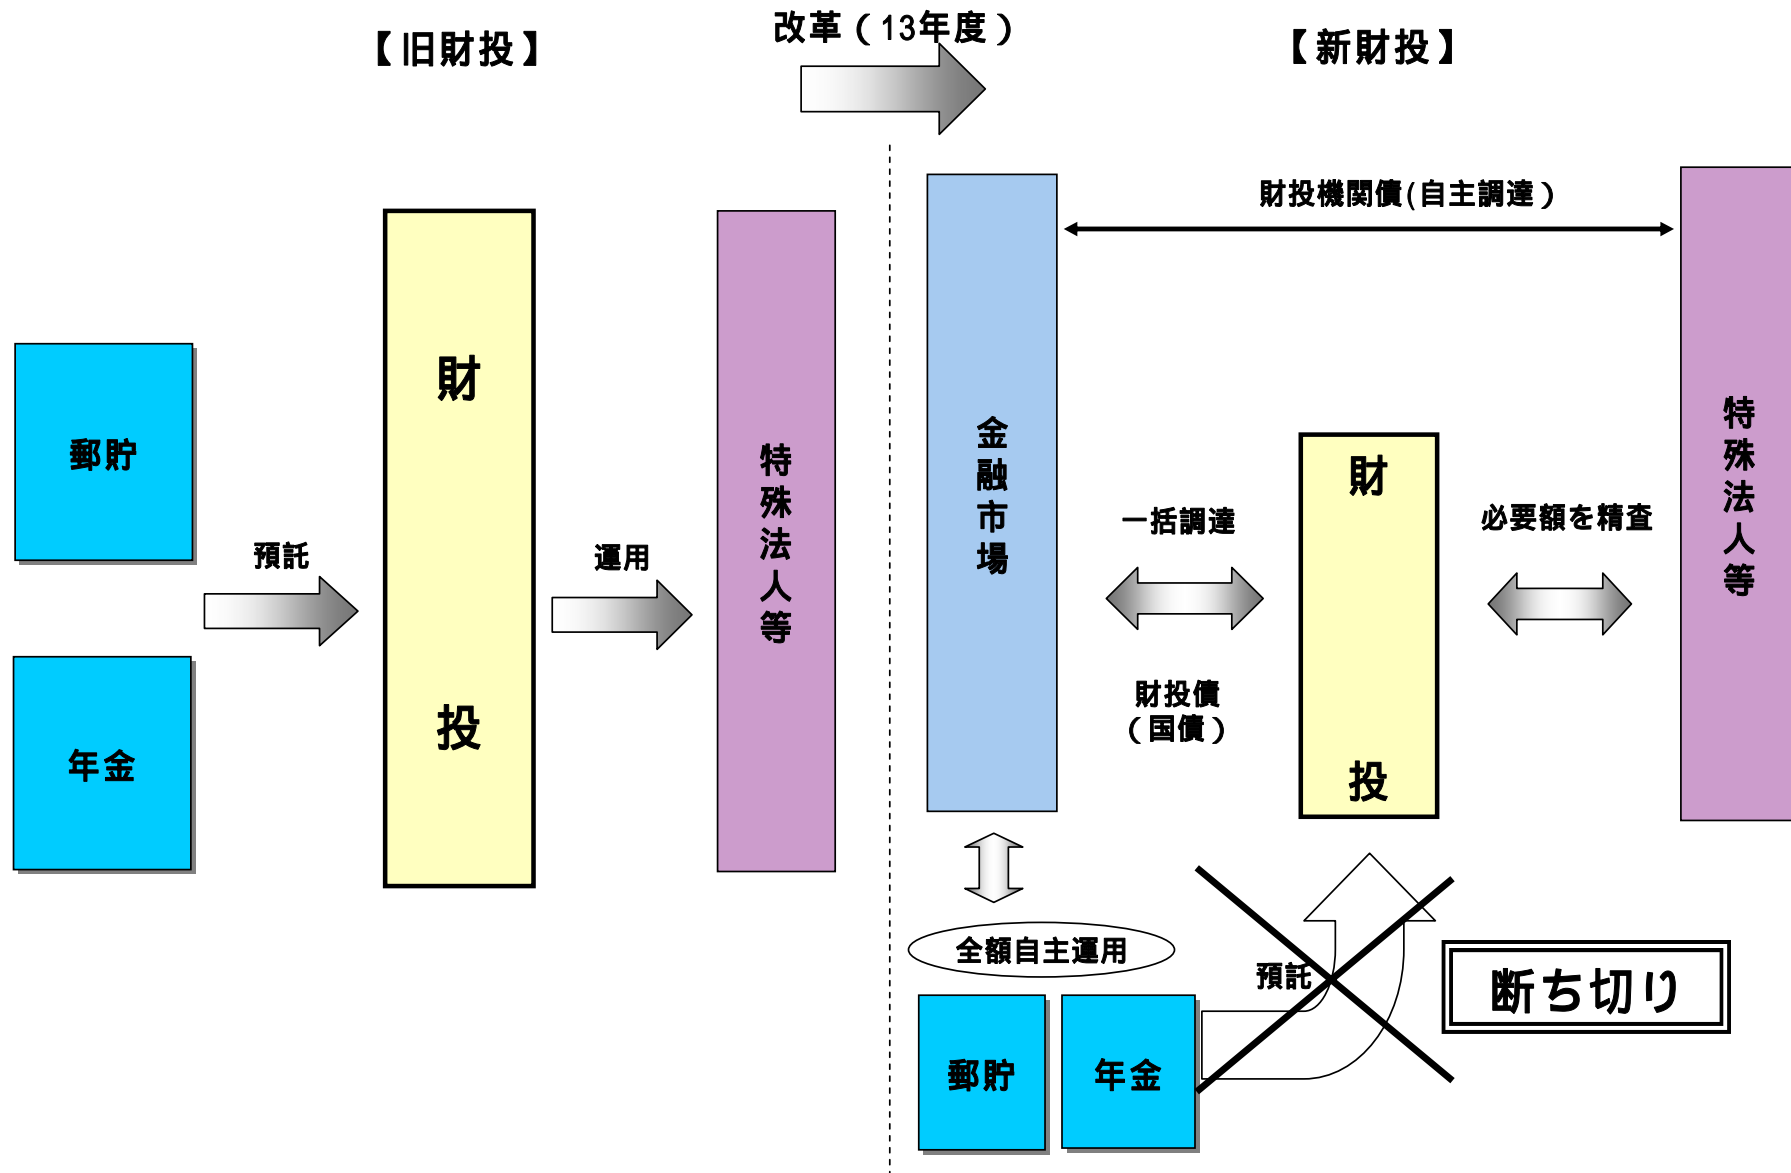 改革（13年度）
【旧財投】
【新財投】
郵貯
年金
預託
財投
運用
特殊法人等
金融市場
財投機関債(自主調達）
一括調達
財投債
（国債）
財投
必要額を精査
特殊法人等
全額自主運用
郵貯
年金
預託
断ち切り